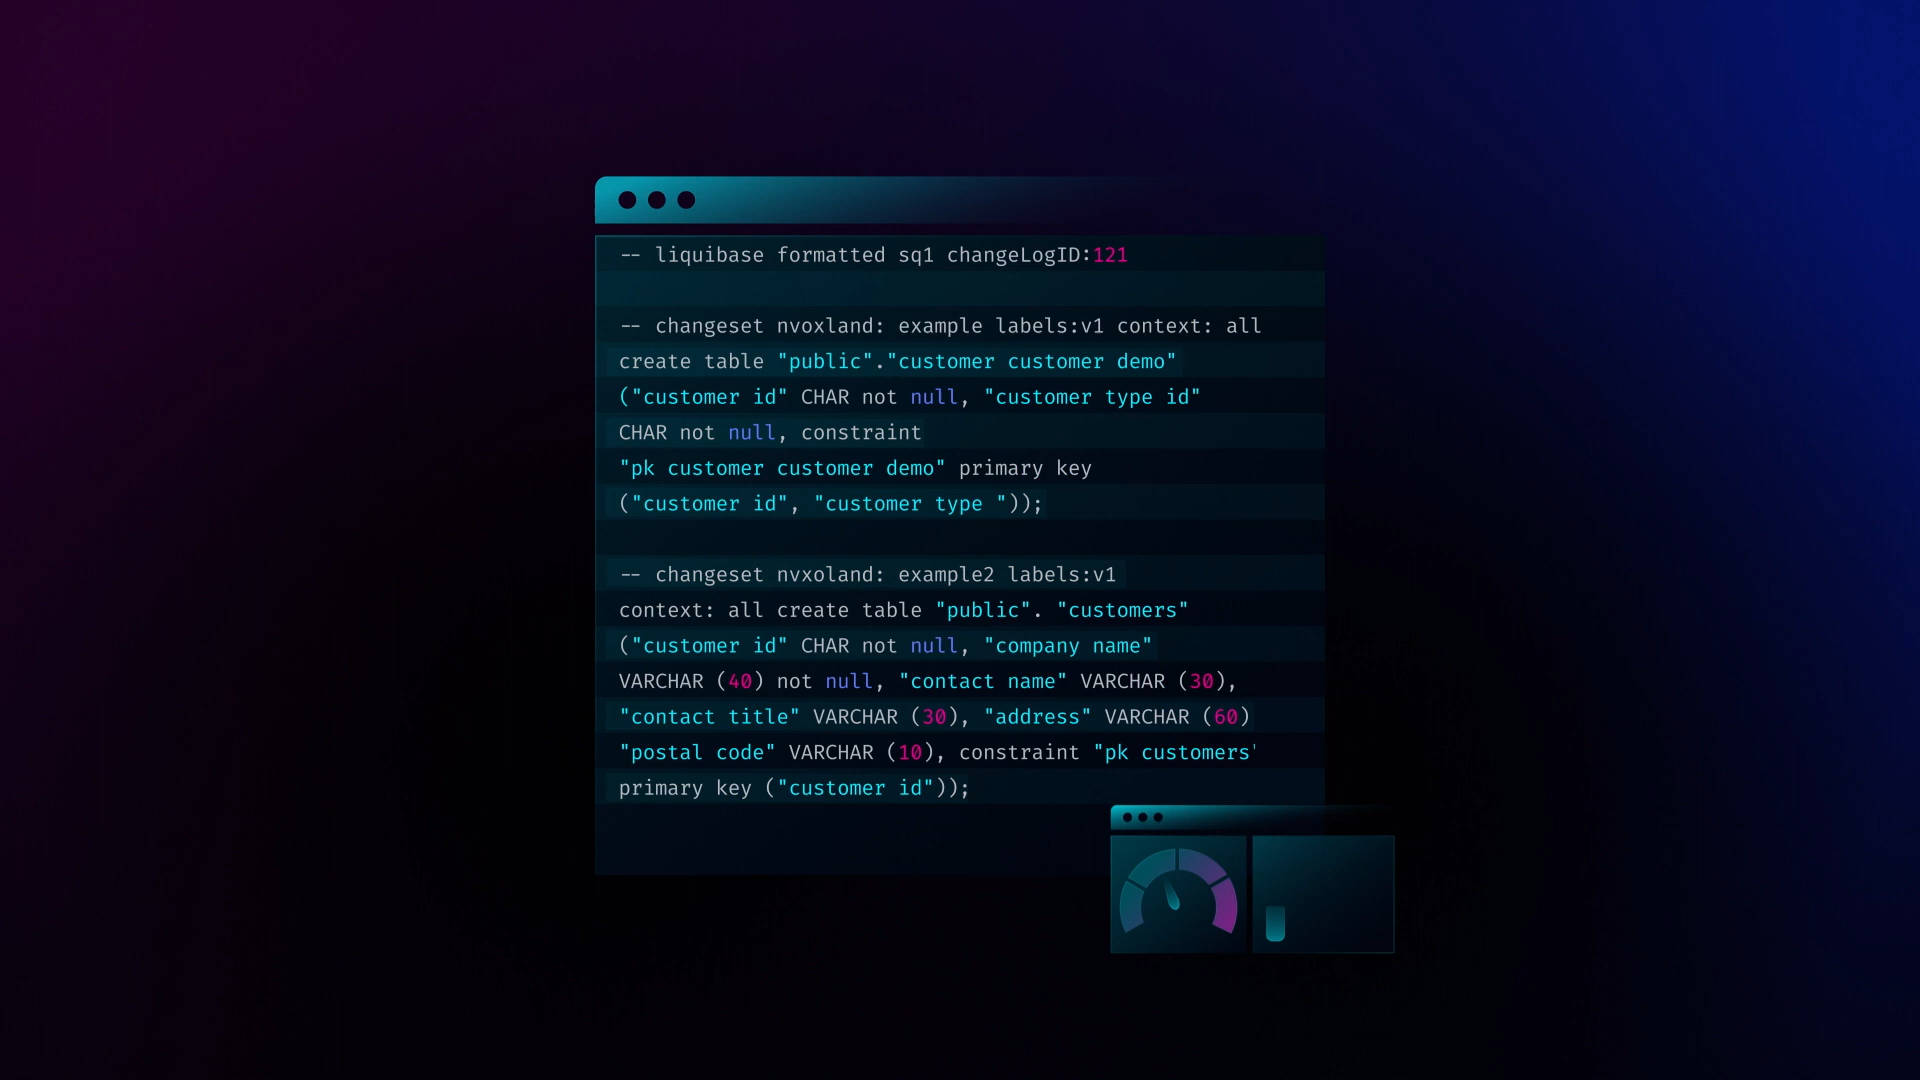 -- liquibase formatted sq1 changeLogID:121
-- changeset nvoxland: example labels:v1 context: all
create table "public"."customer customer demo"
("customer id" CHAR not null, "customer type id"
CHAR not null, constraint
"pk customer customer demo" primary key
("customer id", "customer type "));
-- changeset nvxoland: example2 labels:v1
context: all create table "public". "customers"
("customer id" CHAR not null, "company name"
VARCHAR (40) not null, "contact name" VARCHAR (30),
"contact title" VARCHAR (30), "address" VARCHAR (60)
"postal code" VARCHAR (10), constraint "pk customers'
primary key ("customer id"));